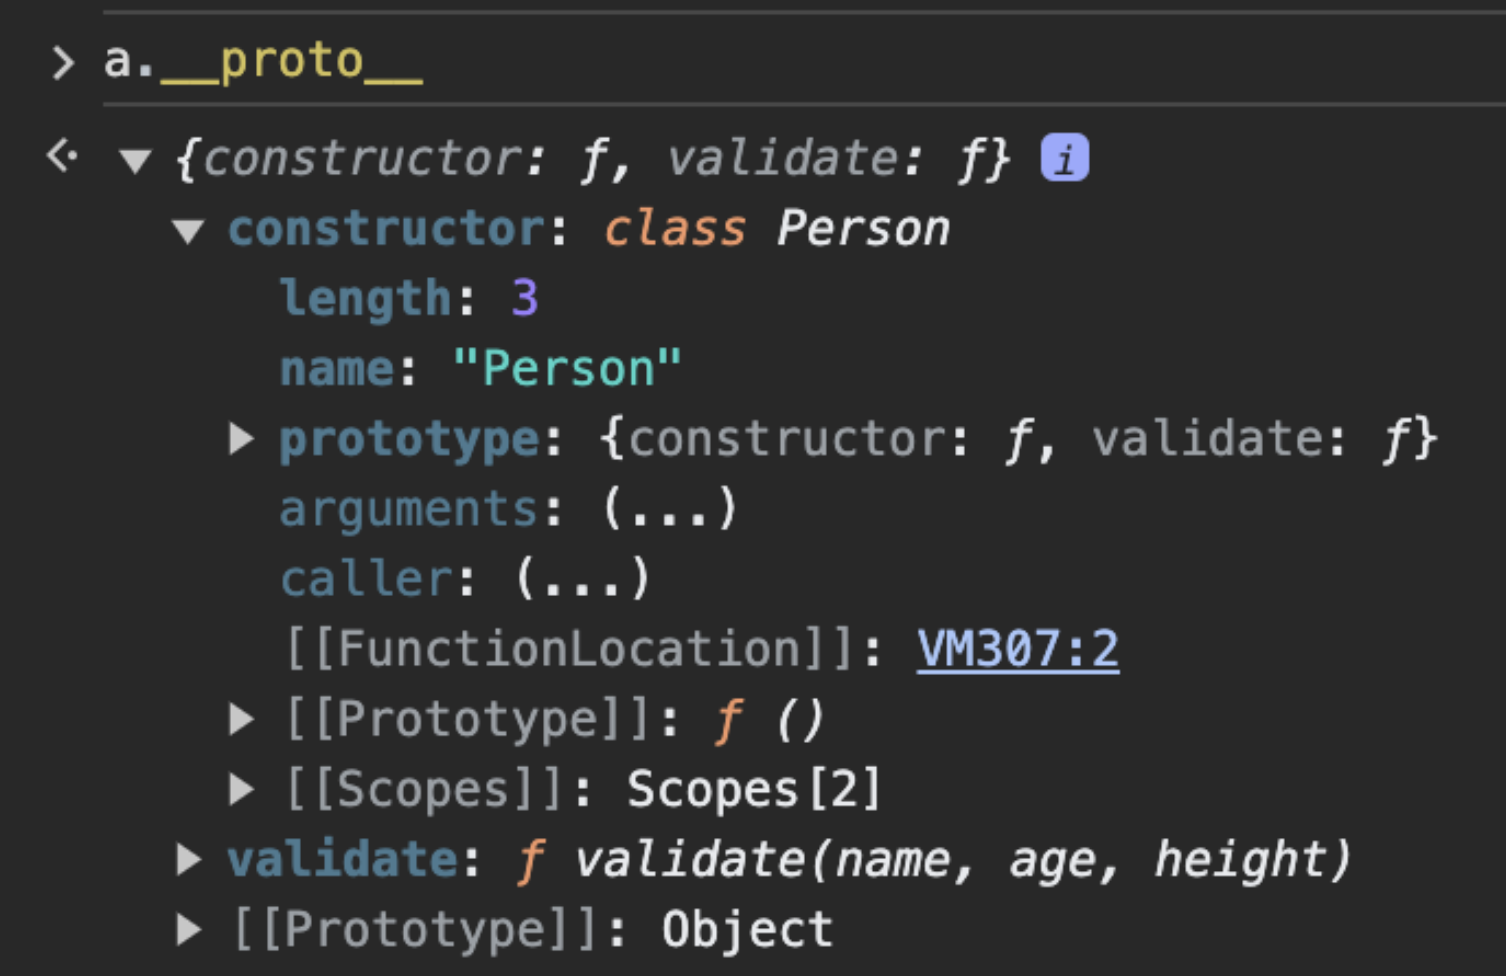 > a.__proto__
{constructor: ƒ, validate: ƒ} i
constructor: class Person
length: 3
name: "Person"
prototype: {constructor: ƒ, validate: ƒ}
arguments: (...)
caller: (...)
[[FunctionLocation]]: VM307:2
[[Prototype]]: ƒ ()
[[Scopes]]: Scopes[2]
validate: ƒ validate(name, age, height)
[[Prototype]]: Object